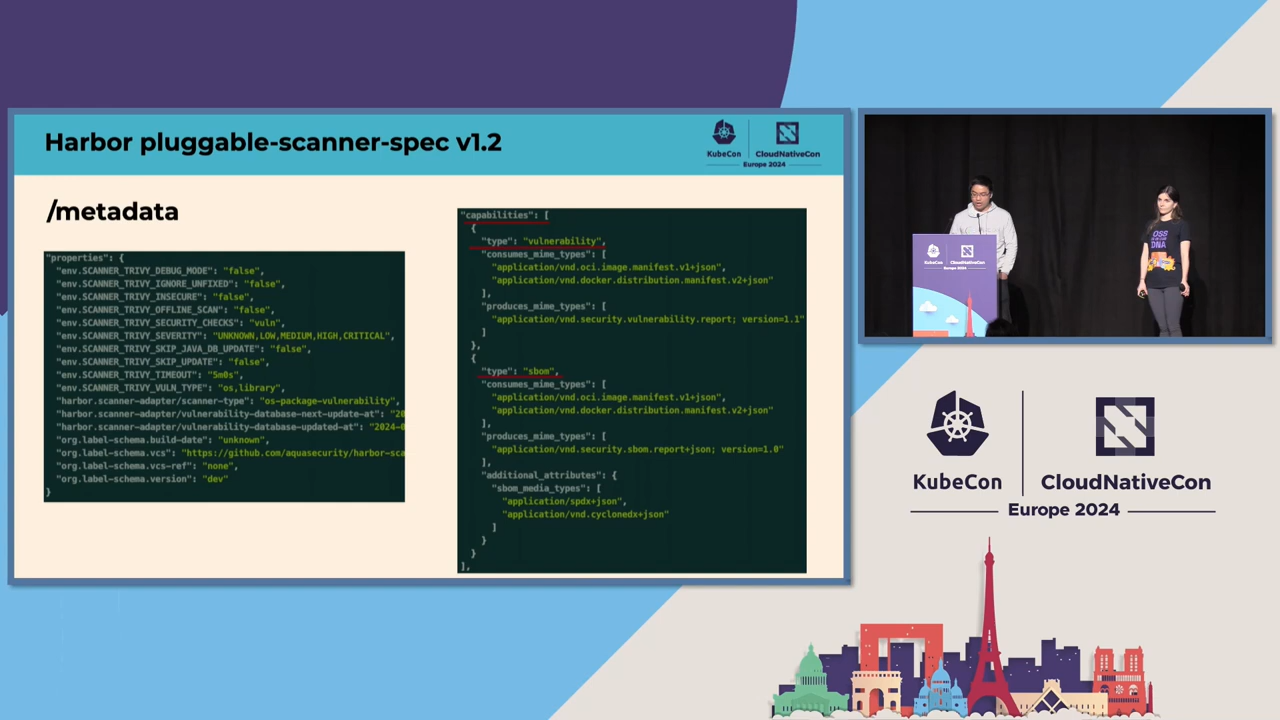 Harbor pluggable-scanner-spec v1.2
KubeCon
CloudNativeCon
Europe 2024
/metadata
"properties": {
"env.SCANNER_TRIVY_DEBUG_MODE": "false",
"env.SCANNER_TRIVY_IGNORE_UNFIXED": "false",
"env.SCANNER_TRIVY_INSECURE": "false",
"env.SCANNER_TRIVY_OFFLINE_SCAN": "false",
"env.SCANNER_TRIVY_SECURITY_CHECKS": "vuln",
"env.SCANNER_TRIVY_SEVERITY": "UNKNOWN,LOW,MEDIUM,HIGH,CRITICAL",
"env.SCANNER_TRIVY_SKIP_JAVA_DB_UPDATE": "false",
"env.SCANNER_TRIVY_SKIP_UPDATE": "false",
"env.SCANNER_TRIVY_TIMEOUT": "5m0s",
"env.SCANNER_TRIVY_VULN_TYPE": "os,library",
"harbor.scanner-adapter/scanner-type": "os-package-vulnerability",
"harbor.scanner-adapter/vulnerability-database-next-update-at": "20
"harbor.scanner-adapter/vulnerability-database-updated-at": "2024-0
"org.label-schema.build-date": "unknown",
"org.label-schema.vcs": "https://github.com/aquasecurity/harbor-sca
"org.label-schema.vcs-ref": "none",
"org.label-schema.version": "dev"
}
"capabilities": [
{
"type": "vulnerability",
"consumes_mime_types": [
"application/vnd.oci.image.manifest.v1+json",
"application/vnd.docker.distribution.manifest.v2+json"
],
"produces_mime_types": [
"application/vnd.security.vulnerability.report; version=1.1"
]
},
{
"type": "sbom",
"consumes_mime_types": [
"application/vnd.oci.image.manifest.v1+json",
"application/vnd.docker.distribution.manifest.v2+json"
],
"produces_mime_types": [
"application/vnd.security.sbom.report+json; version=1.0"
],
"additional_attributes": {
"sbom_media_types": [
"application/spdx+json",
"application/vnd.cyclonedx+json"
]
}
}
],
OSS
DNA
KubeCon
CloudNativeCon
Europe 2024